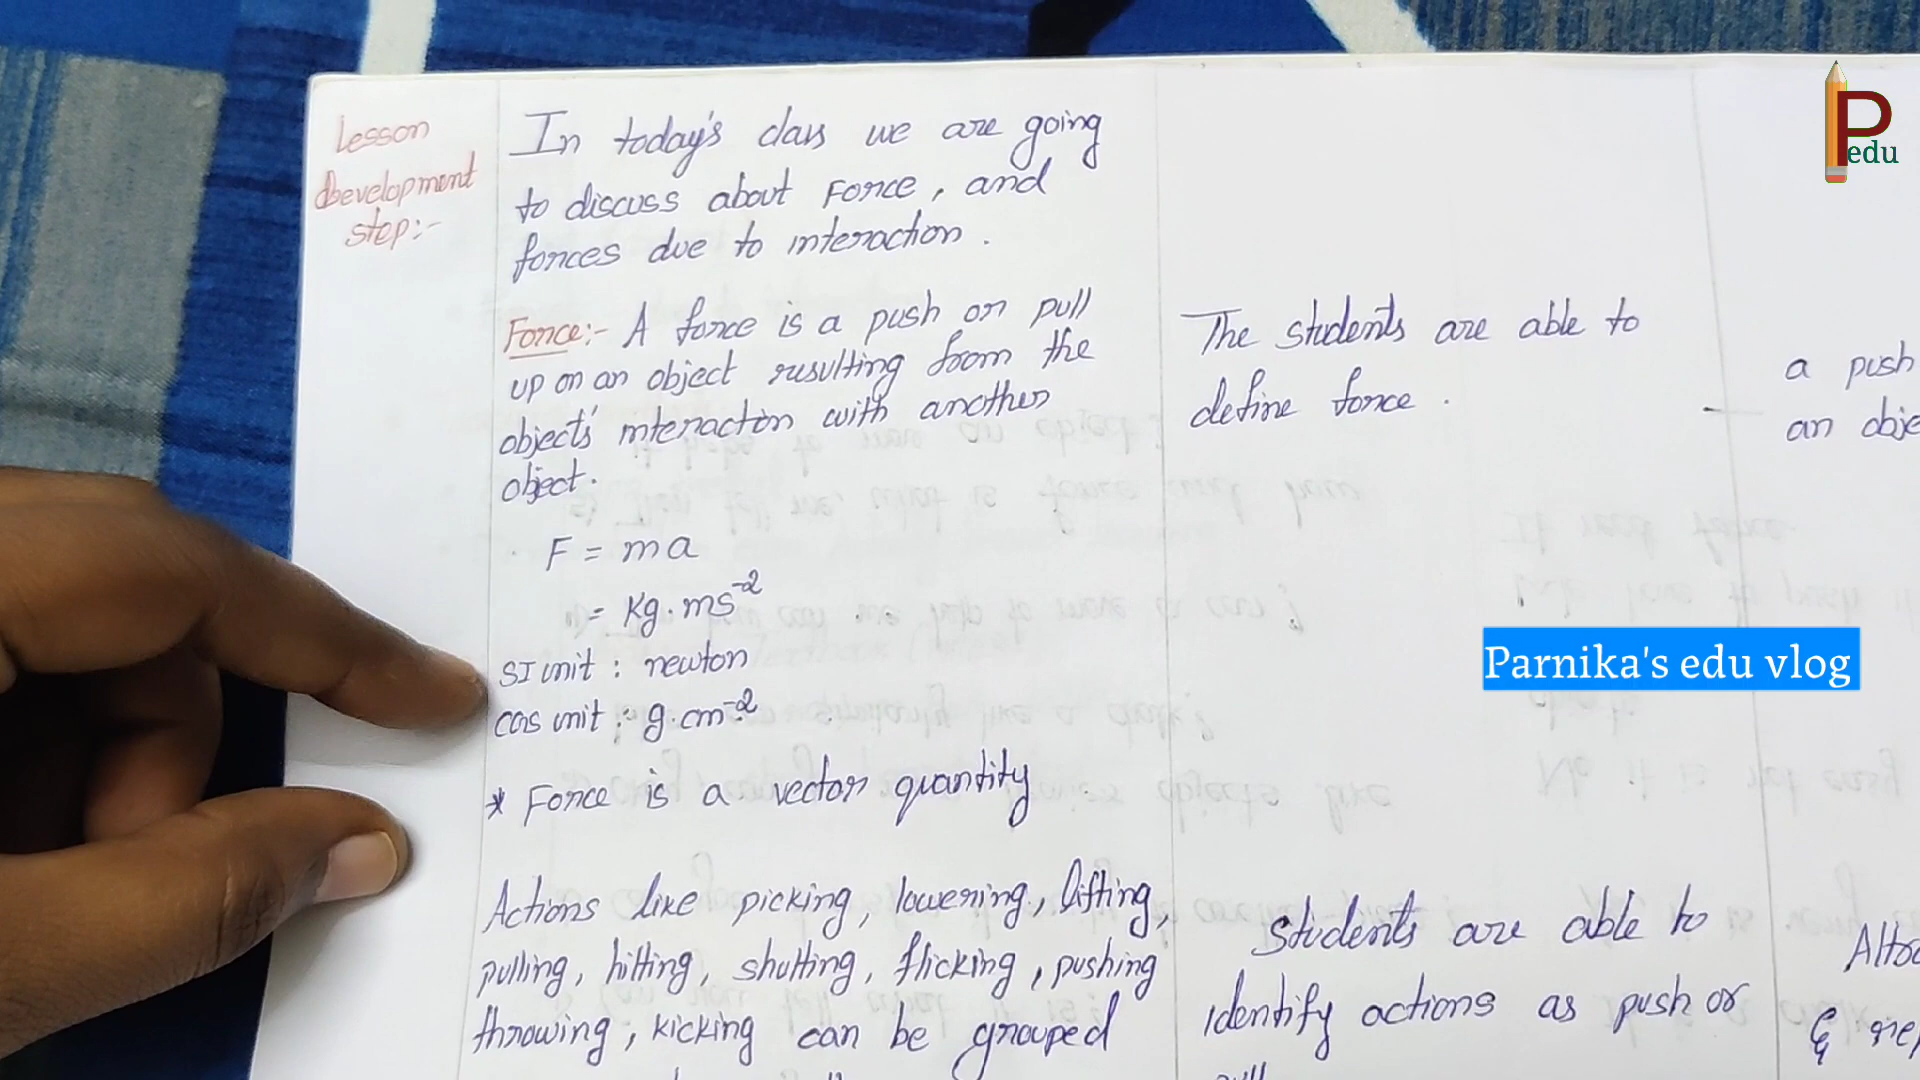 Lesson
Development
step:-
In today's class we are going
to discuss about Force, and
forces due to interaction.
Force:- A force is a push or pull
up on an object resulting from the
object's interaction with another
object.
F = ma
= Kg.ms⁻²
SI unit : newton
CGS unit :- g.cm⁻²
* Force is a vector quantity
Actions like picking, lowering, lifting,
pulling, hitting, shutting, flicking, pushing
throwing, kicking can be grouped
The students are able to
define force.
Students are able to
identify actions as push or
pull
a push
an obje
P
edu
Parnika's edu vlog